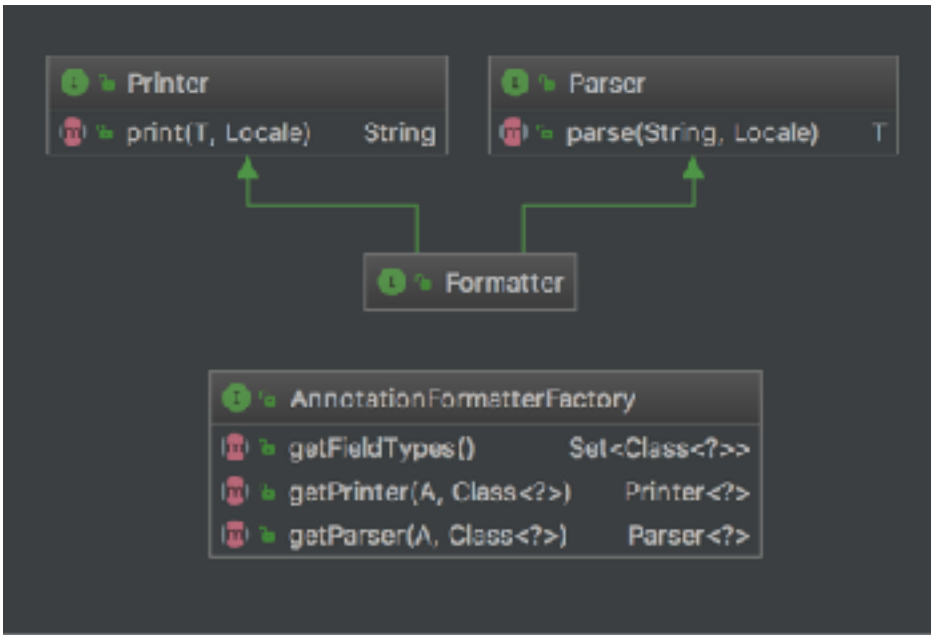 Printer
print(T, Locale) String
Parser
parse(String, Locale) T
Formatter
AnnotationFormatterFactory
getFieldTypes() Set<Class<?>>
getPrinter(A, Class<?>) Printer<?>
getParser(A, Class<?>) Parser<?>